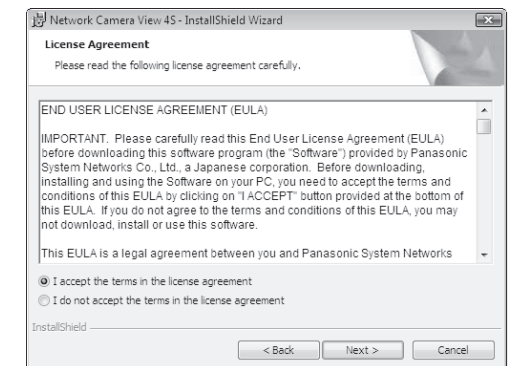 Network Camera View 4S - InstallShield Wizard
License Agreement
Please read the following license agreement carefully.
END USER LICENSE AGREEMENT (EULA)
IMPORTANT. Please carefully read this End User License Agreement (EULA)
before downloading this software program (the "Software") provided by Panasonic
System Networks Co., Ltd., a Japanese corporation. Before downloading,
installing and using the Software on your PC, you need to accept the terms and
conditions of this EULA by clicking on "I ACCEPT" button provided at the bottom of
this EULA. If you do not agree to the terms and conditions of this EULA, you may
not download, install or use this software.
This EULA is a legal agreement between you and Panasonic System Networks
I accept the terms in the license agreement
I do not accept the terms in the license agreement
InstallShield
< Back
Next >
Cancel